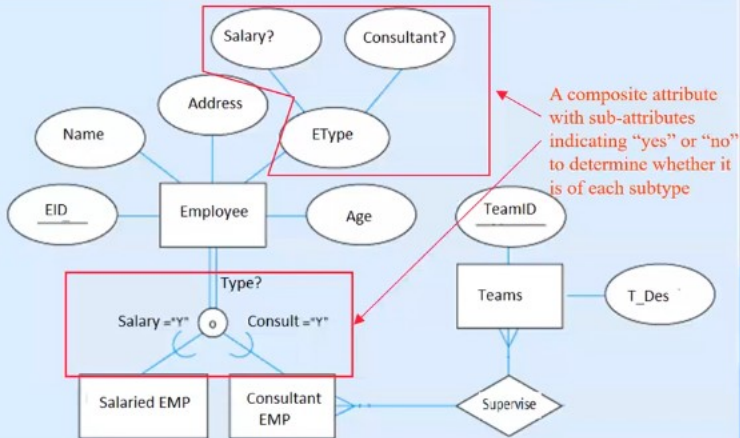 Salary?
Consultant?
Address
EType
Name
A composite attribute
with sub-attributes
indicating “yes” or “no”
to determine whether it
is of each subtype
EID
Employee
Age
TeamID
Type?
Teams
T_Des
Salary ="Y"
o
Consult ="Y"
Salaried EMP
Consultant
EMP
Supervise